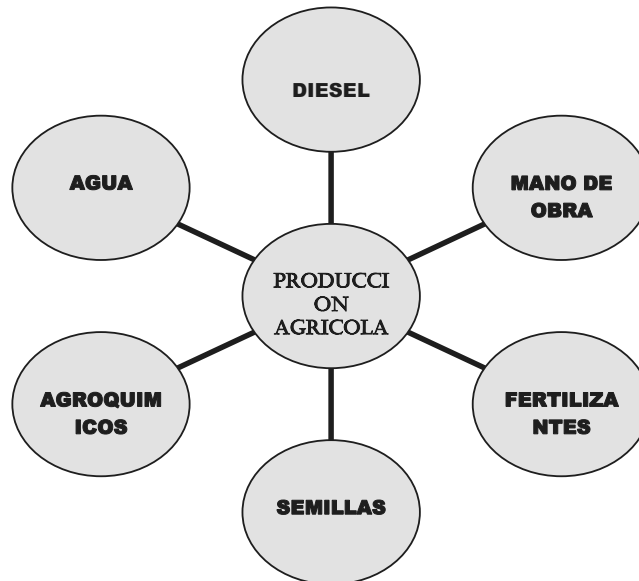 DIESEL
AGUA
MANO DE
OBRA
PRODUCCI
ON
AGRICOLA
AGROQUIM
ICOS
FERTILIZA
NTES
SEMILLAS